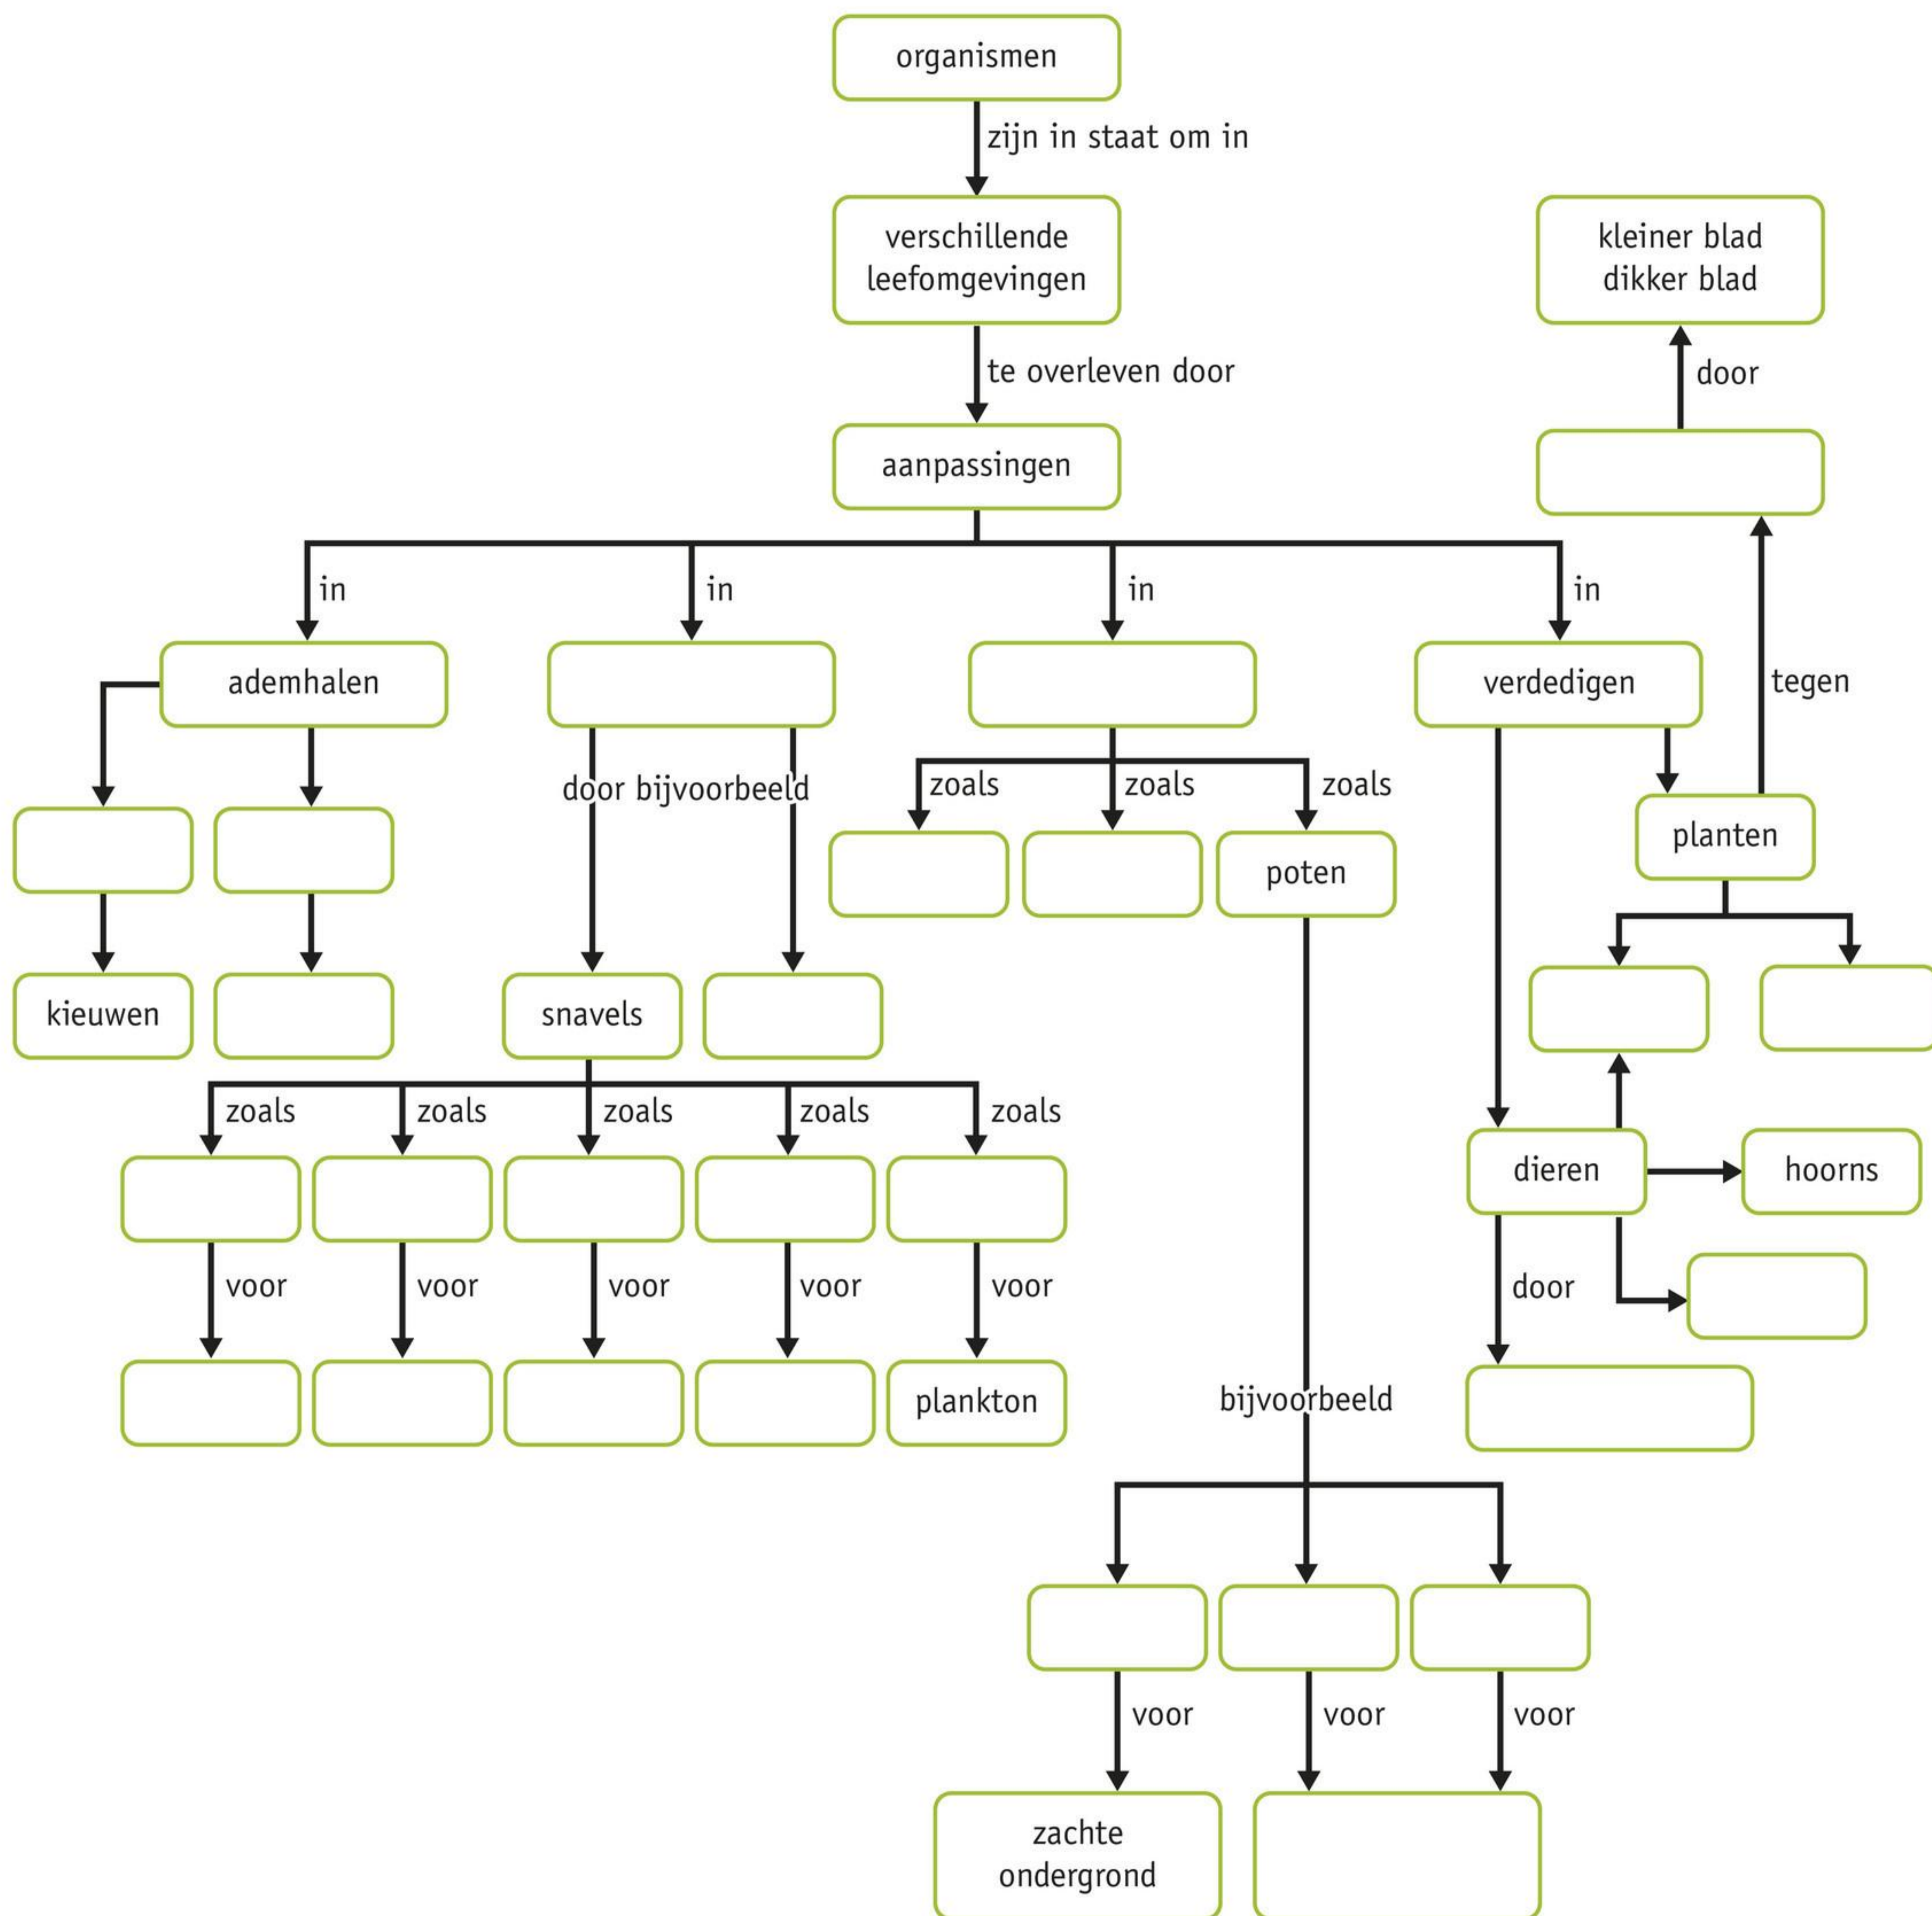 organismen
zijn in staat om in
verschillende
leefomgevingen
kleiner blad
dikker blad
te overleven door
door
aanpassingen
in
in
in
in
ademhalen
verdedigen
tegen
door bijvoorbeeld
zoals
zoals
zoals
planten
poten
kieuwen
snavels
zoals
zoals
zoals
zoals
zoals
dieren
hoorns
voor
voor
voor
voor
voor
door
plankton
bijvoorbeeld
voor
voor
voor
zachte
ondergrond